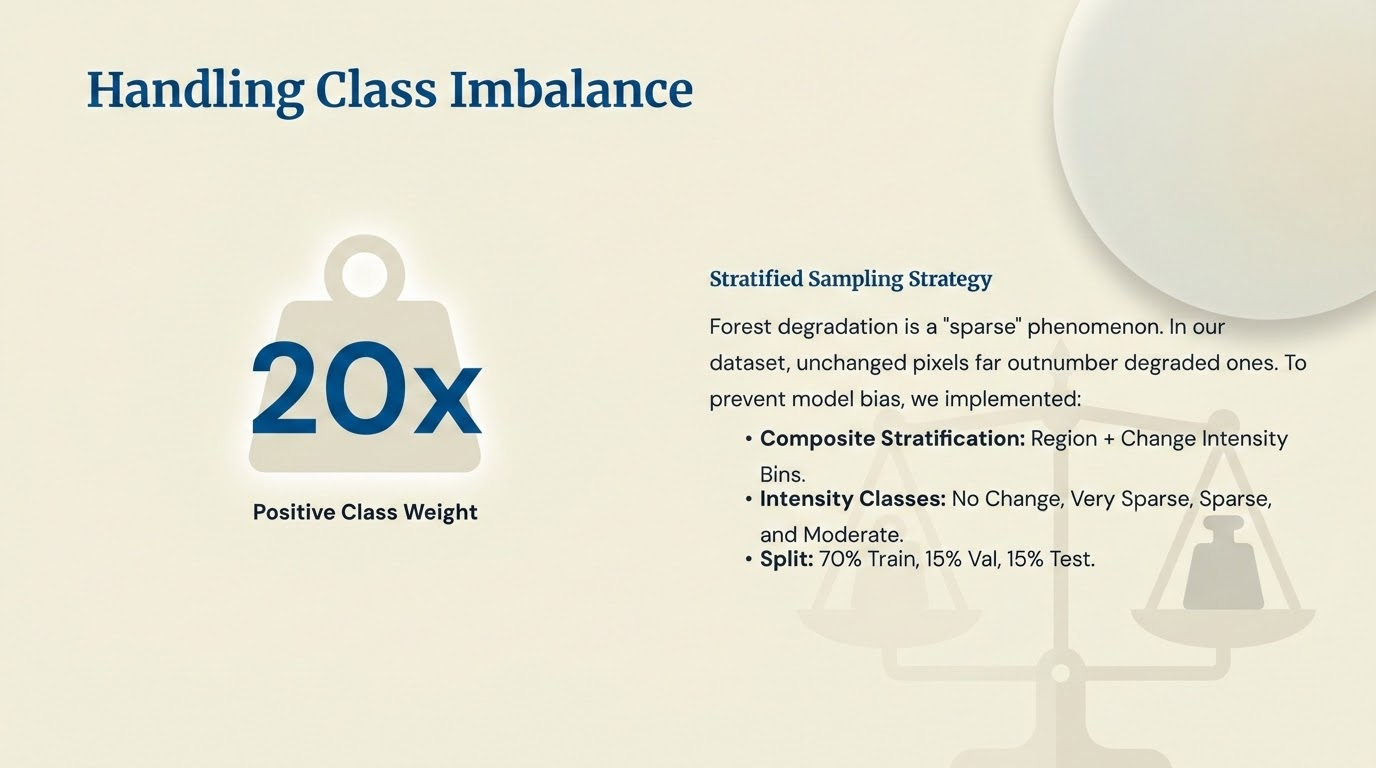 Handling Class Imbalance
20x
Positive Class Weight
Stratified Sampling Strategy
Forest degradation is a "sparse" phenomenon. In our
dataset, unchanged pixels far outnumber degraded ones. To
prevent model bias, we implemented:
• Composite Stratification: Region + Change Intensity
Bins.
• Intensity Classes: No Change, Very Sparse, Sparse,
and Moderate.
• Split: 70% Train, 15% Val, 15% Test.